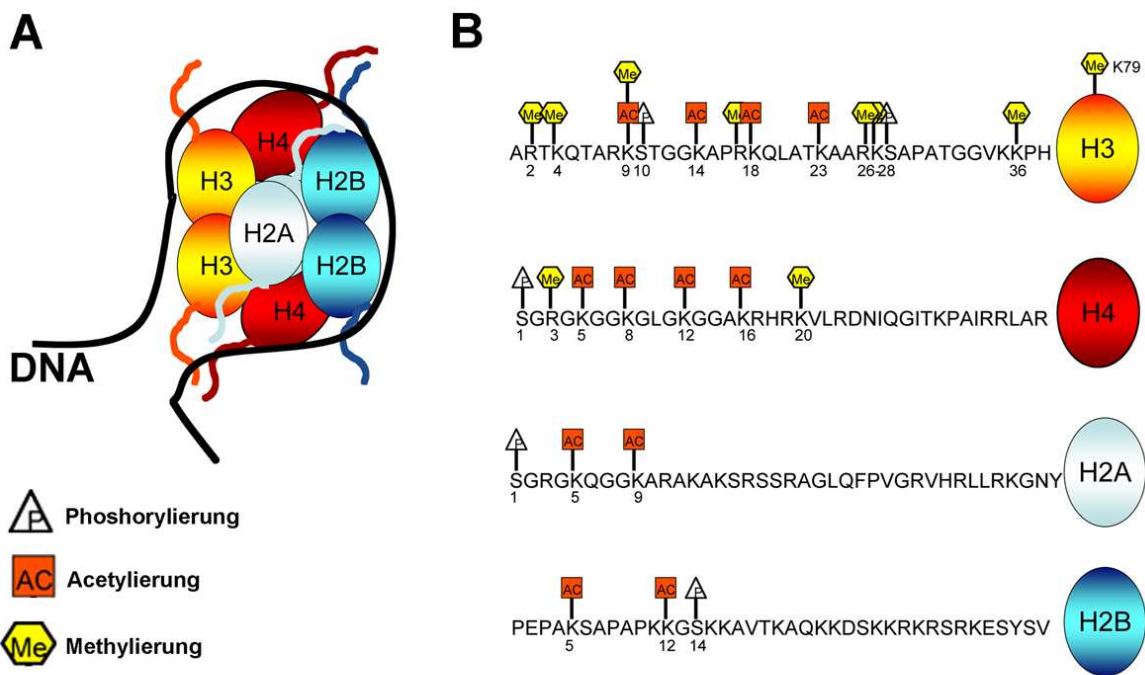 A
H4
H3
H2B
H2A
H3
H2B
H4
DNA
P Phoshorylierung
AC Acetylierung
Me Methylierung
B
Me
Me K79
Me Me AC P AC Me AC AC Me P Me
ARTKQTARKSTGGKAPRKQLATKAARKSAPATGGVKKPH
2 4 9 10 14 18 23 26-28 36
H3
P Me AC AC AC AC Me
SGRGKGGKGLGKGGAKRHRKVLRDNIQGITKPAIRRLAR
1 3 5 8 12 16 20
H4
P AC AC
SGRGKQGGKARAKAKSRSSRAGLQFPVGRVHRLLRKGNY
1 5 9
H2A
AC AC P
PEPAKSAPAPKKGSKKAVTKAQKKDSKKRKRSRKESYSV
5 12 14
H2B